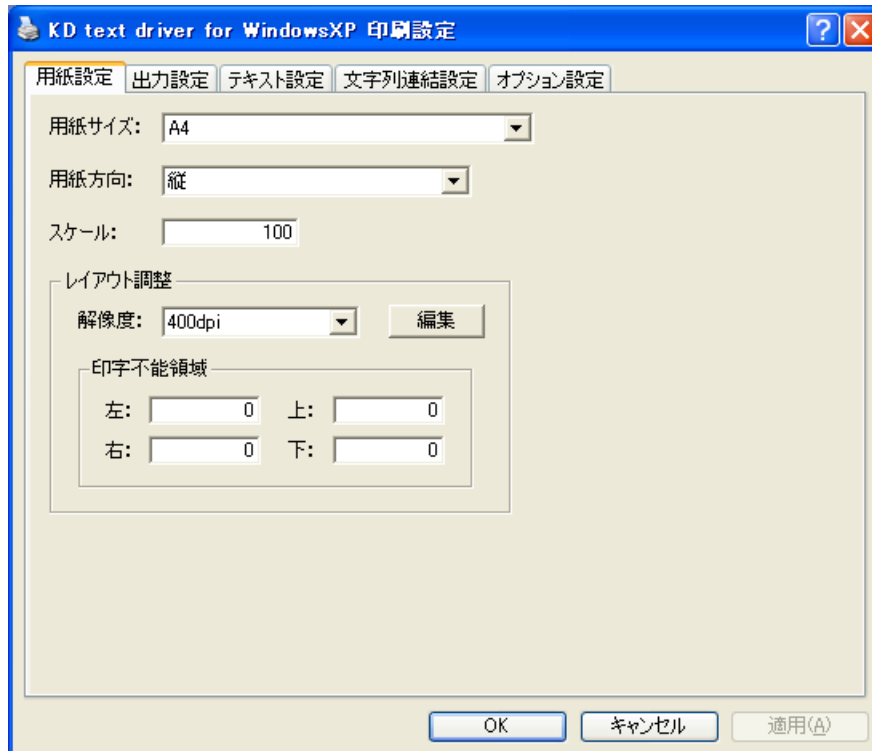 KD text driver for WindowsXP 印刷設定
用紙設定 出力設定 テキスト設定 文字列連結設定 オプション設定
用紙サイズ: A4
用紙方向: 縦
スケール: 100
レイアウト調整
解像度: 400dpi 編集
印字不能領域
左: 0 上: 0
右: 0 下: 0
OK キャンセル 適用(A)